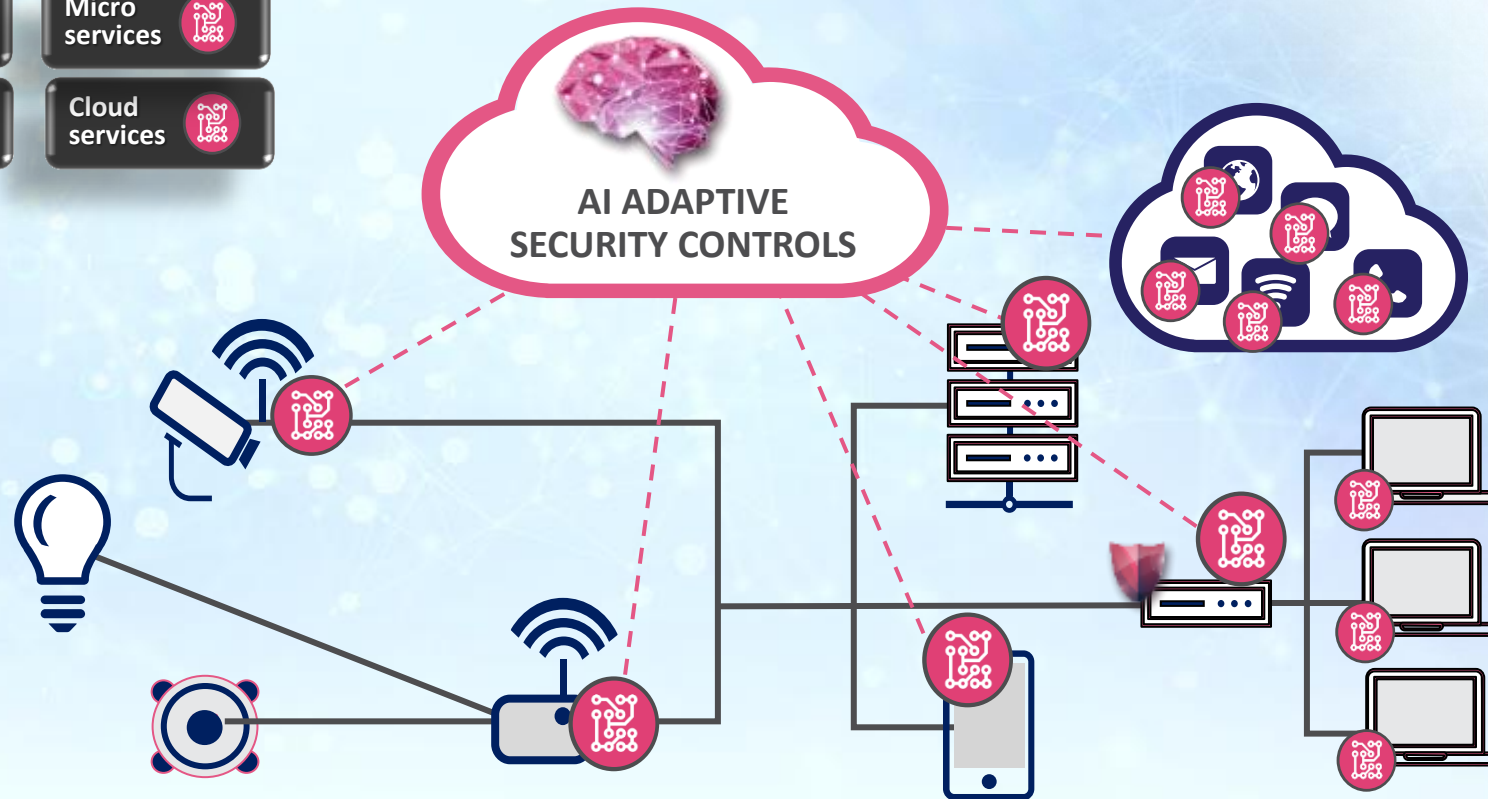 Micro
services
Cloud
services
AI ADAPTIVE
SECURITY CONTROLS